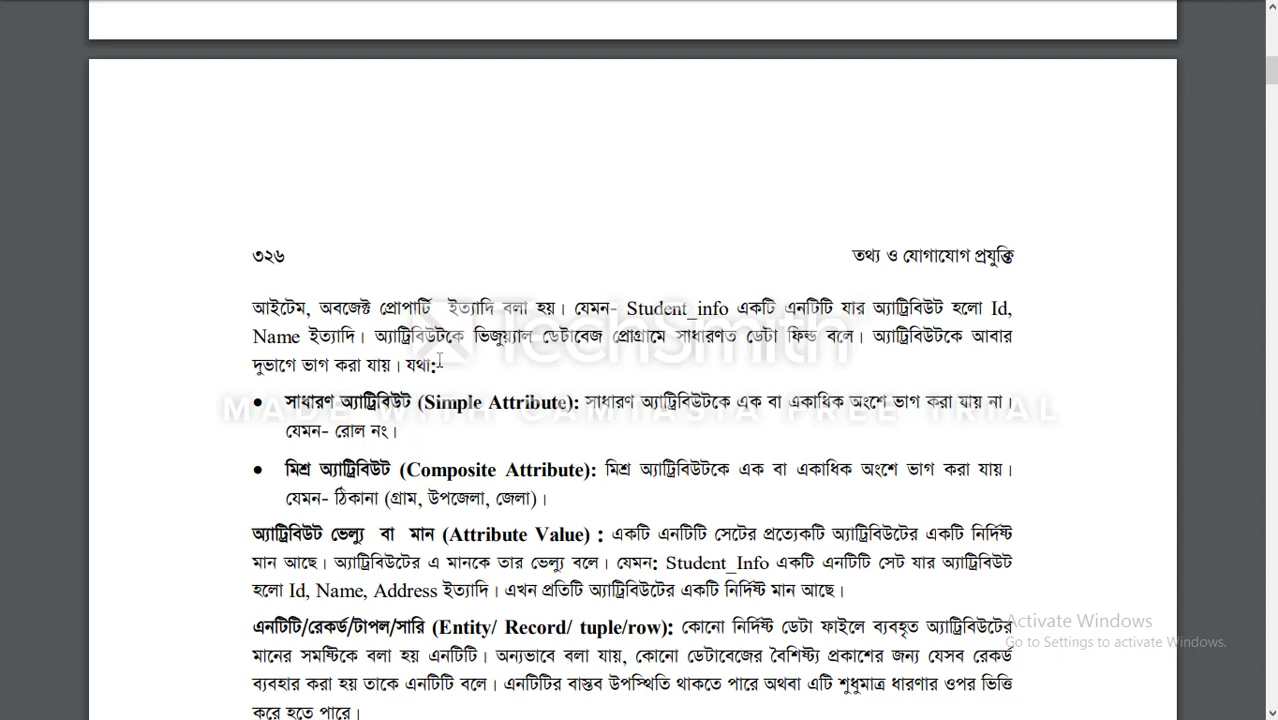 ৩২৬
তথ্য ও যোগাযোগ প্রযুক্তি
আইটেম, অবজেক্ট প্রোপার্টি ইত্যাদি বলা হয়। যেমন- Student_info একটি এনটিটি যার অ্যাট্রিবিউট হলো Id,
Name ইত্যাদি। অ্যাট্রিবিউটকে ভিজুয়্যাল ডেটাবেজ প্রোগ্রামে সাধারণত ডেটা ফিল্ড বলে। অ্যাট্রিবিউটকে আবার
দুভাগে ভাগ করা যায়। যথা:
TechSmith
• সাধারণ অ্যাট্রিবিউট (Simple Attribute): সাধারণ অ্যাট্রিবিউটকে এক বা একাধিক অংশে ভাগ করা যায় না।
MADE WITH CAMTASIA FREE TRIAL
যেমন- রোল নং।
• মিশ্র অ্যাট্রিবিউট (Composite Attribute): মিশ্র অ্যাট্রিবিউটকে এক বা একাধিক অংশে ভাগ করা যায়।
যেমন- ঠিকানা (গ্রাম, উপজেলা, জেলা)।
অ্যাট্রিবিউট ভেল্যু বা মান (Attribute Value) : একটি এনটিটি সেটের প্রত্যেকটি অ্যাট্রিবিউটের একটি নির্দিষ্ট
মান আছে। অ্যাট্রিবিউটের এ মানকে তার ভেল্যু বলে। যেমন: Student_Info একটি এনটিটি সেট যার অ্যাট্রিবিউট
হলো Id, Name, Address ইত্যাদি। এখন প্রতিটি অ্যাট্রিবিউটের একটি নির্দিষ্ট মান আছে।
এনটিটি/রেকর্ড/টাপল/সারি (Entity/ Record/ tuple/row): কোনো নির্দিষ্ট ডেটা ফাইলে ব্যবহৃত অ্যাট্রিবিউটের
মানের সমষ্টিকে বলা হয় এনটিটি। অন্যভাবে বলা যায়, কোনো ডেটাবেজের বৈশিষ্ট্য প্রকাশের জন্য যেসব রেকর্ড
ব্যবহার করা হয় তাকে এনটিটি বলে। এনটিটির বাস্তব উপস্থিতি থাকতে পারে অথবা এটি শুধুমাত্র ধারণার ওপর ভিত্তি
করে হতে পারে।
Activate Windows
Go to Settings to activate Windows.